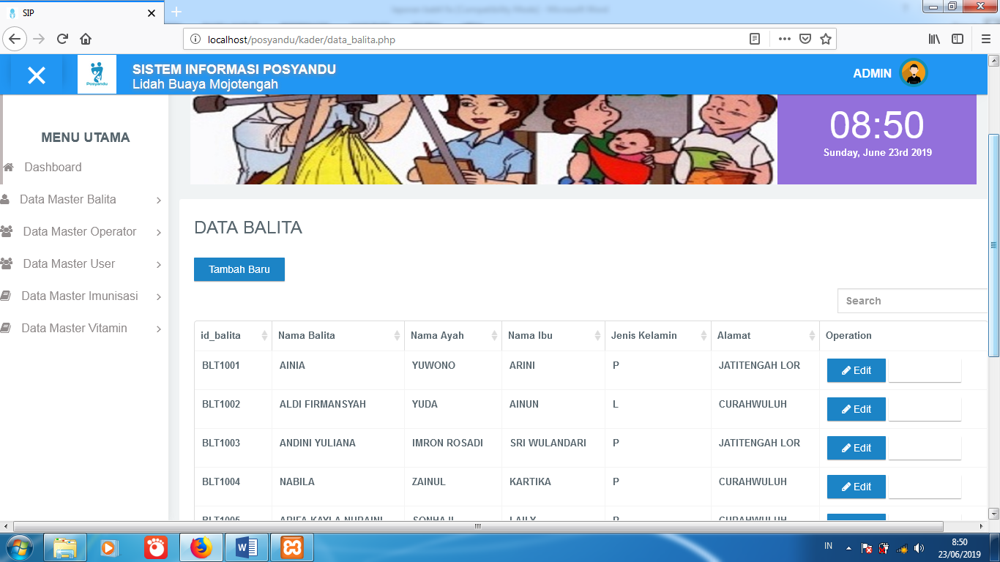 SIP
localhost/posyandu/kader/data_balita.php
Posyandu
SISTEM INFORMASI POSYANDU
Lidah Buaya Mojotengah
ADMIN
MENU UTAMA
Dashboard
Data Master Balita
Data Master Operator
Data Master User
Data Master Imunisasi
Data Master Vitamin
08:50
Sunday, June 23rd 2019
DATA BALITA
Tambah Baru
Search
id_balita Nama Balita Nama Ayah Nama Ibu Jenis Kelamin Alamat Operation
BLT1001 AINIA YUWONO ARINI P JATITENGAH LOR Edit
BLT1002 ALDI FIRMANSYAH YUDA AINUN L CURAHWULUH Edit
BLT1003 ANDINI YULIANA IMRON ROSADI SRI WULANDARI P JATITENGAH LOR Edit
BLT1004 NABILA ZAINUL KARTIKA P CURAHWULUH Edit
BLT1005 ARIFA KAYLA NURAINI SONHAJI LAILY P CURAHWULUH
IN
8:50
23/06/2019